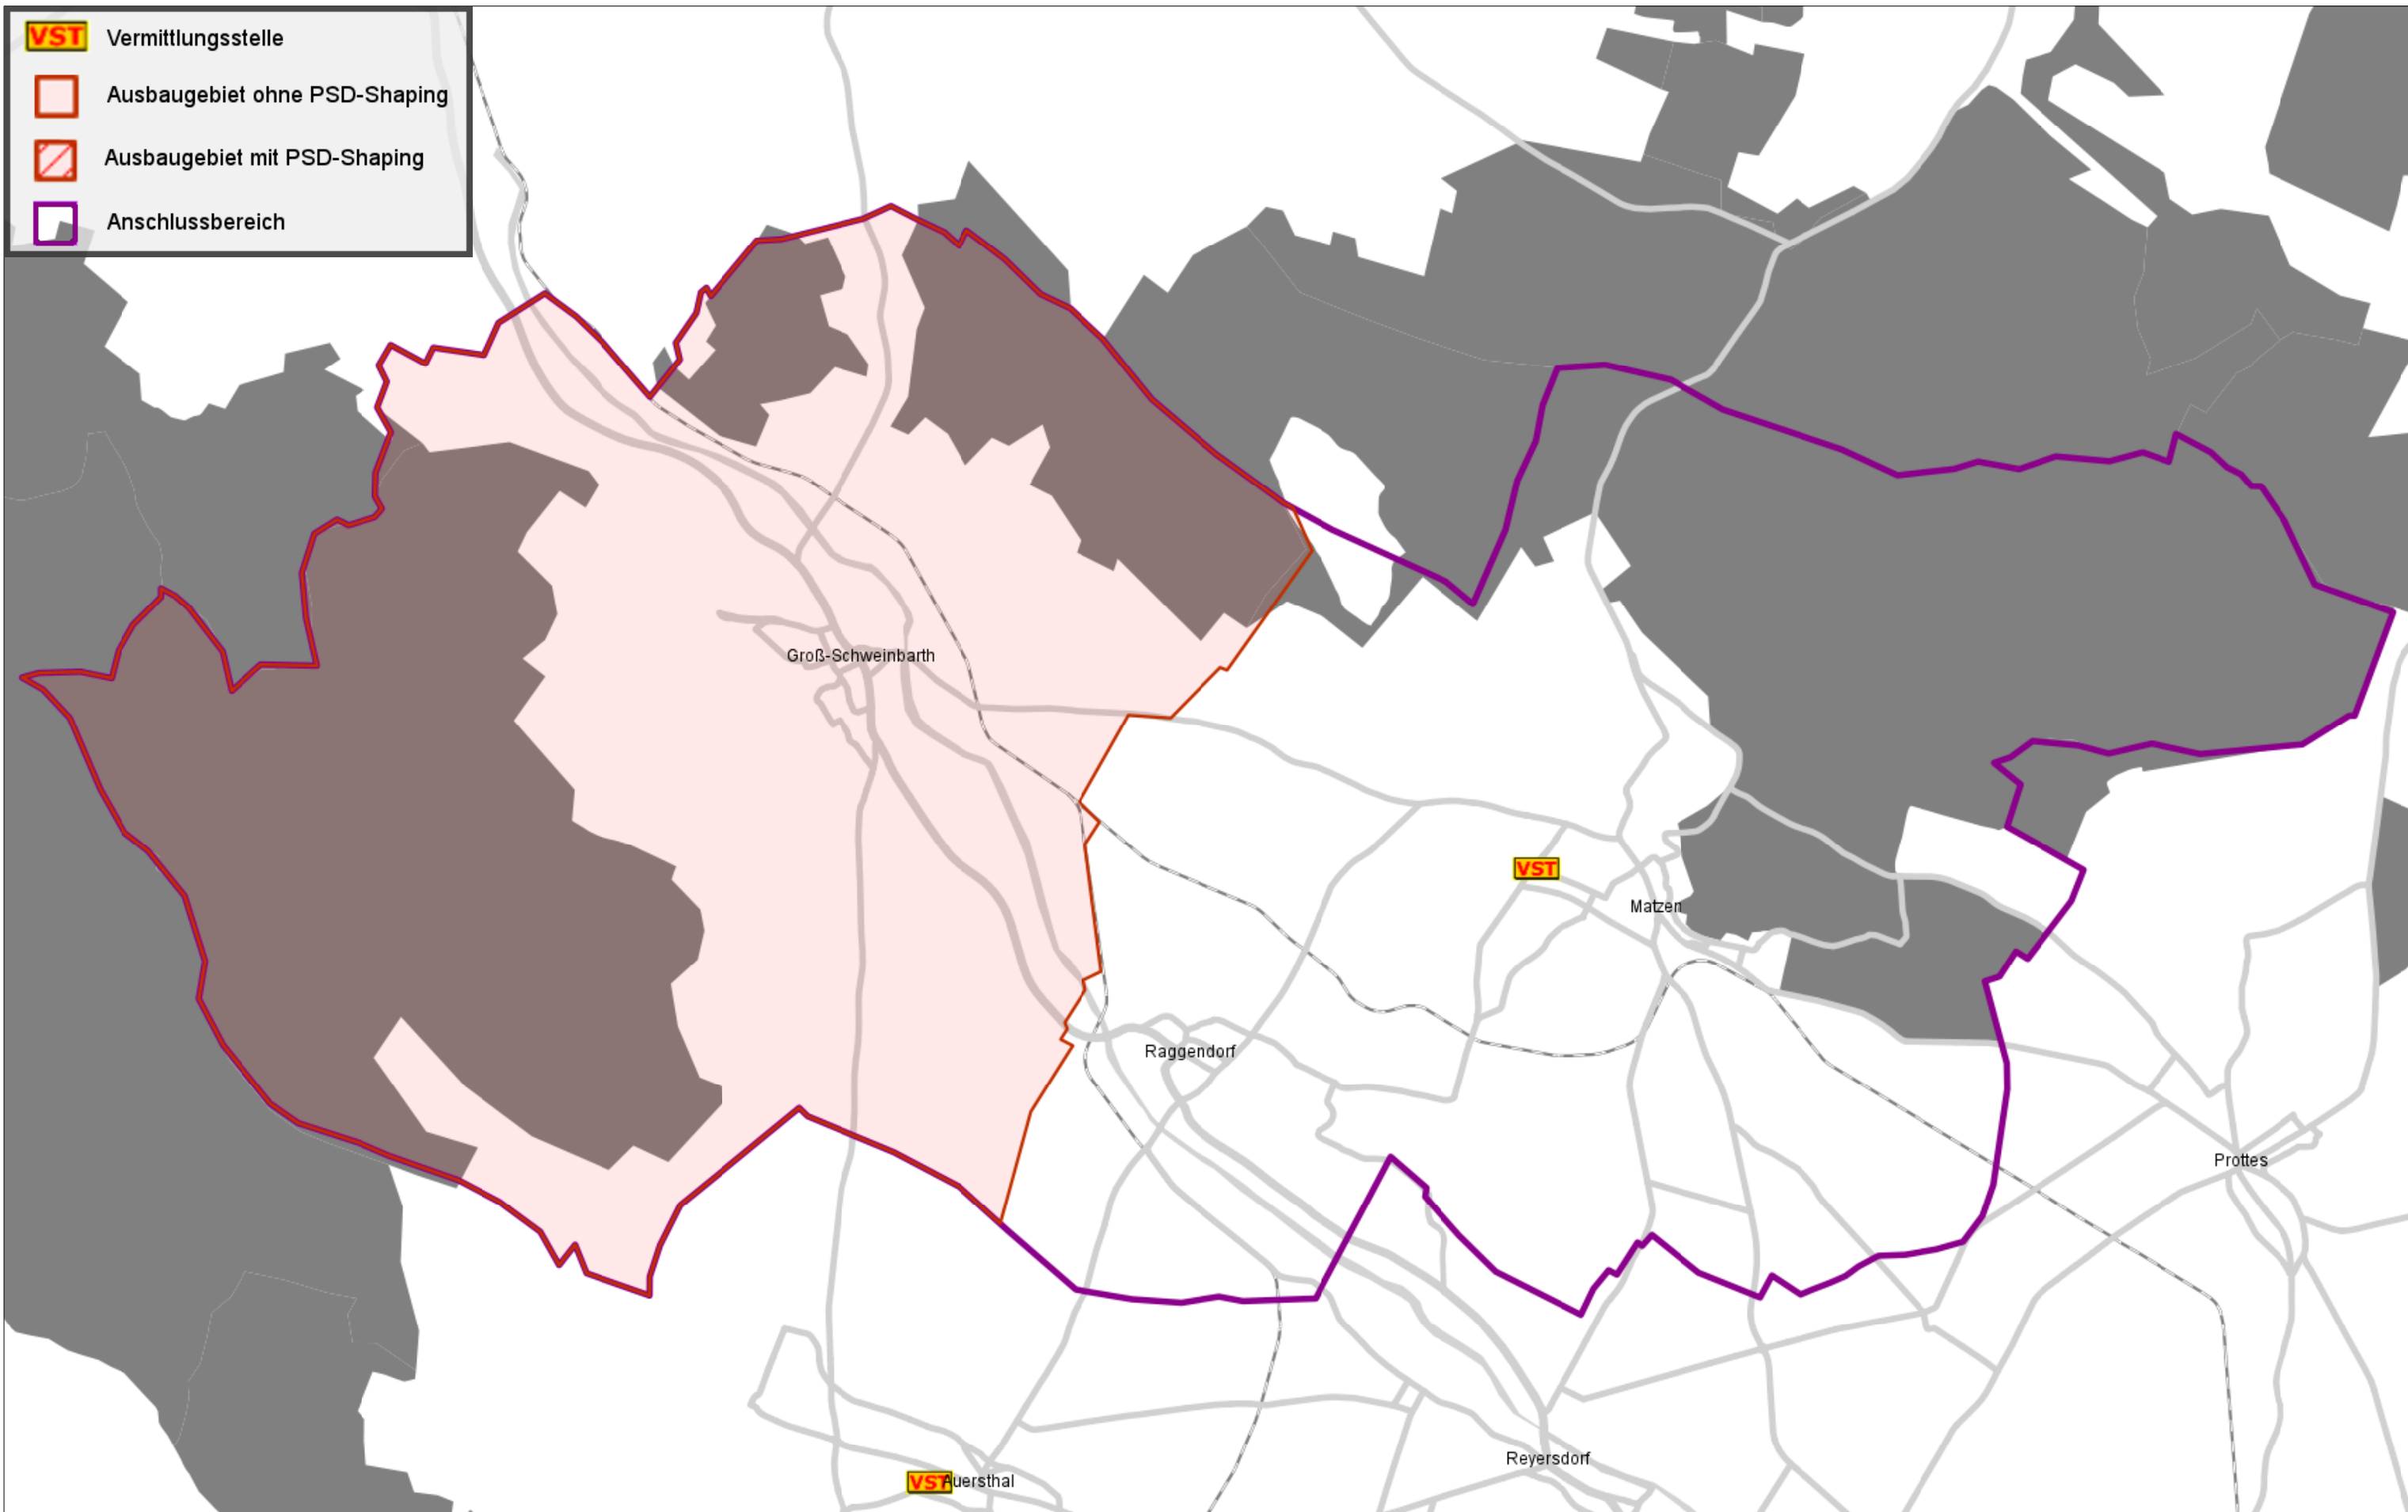 VST Vermittlungsstelle
Ausbaugebiet ohne PSD-Shaping
Ausbaugebiet mit PSD-Shaping
Anschlussbereich
Groß-Schweinbarth
VST
Matzen
Raggendorf
Prottes
Reyersdorf
VST Auersthal